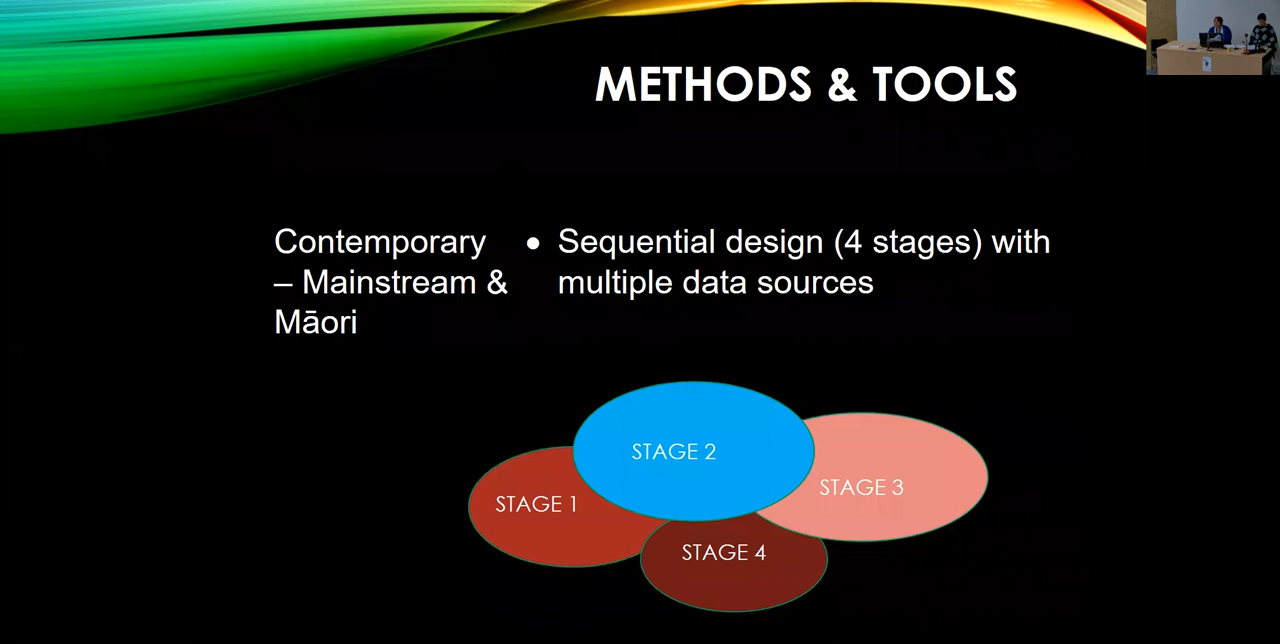 METHODS & TOOLS
Contemporary
– Mainstream &
Māori
• Sequential design (4 stages) with
multiple data sources
STAGE 2
STAGE 3
STAGE 1
STAGE 4